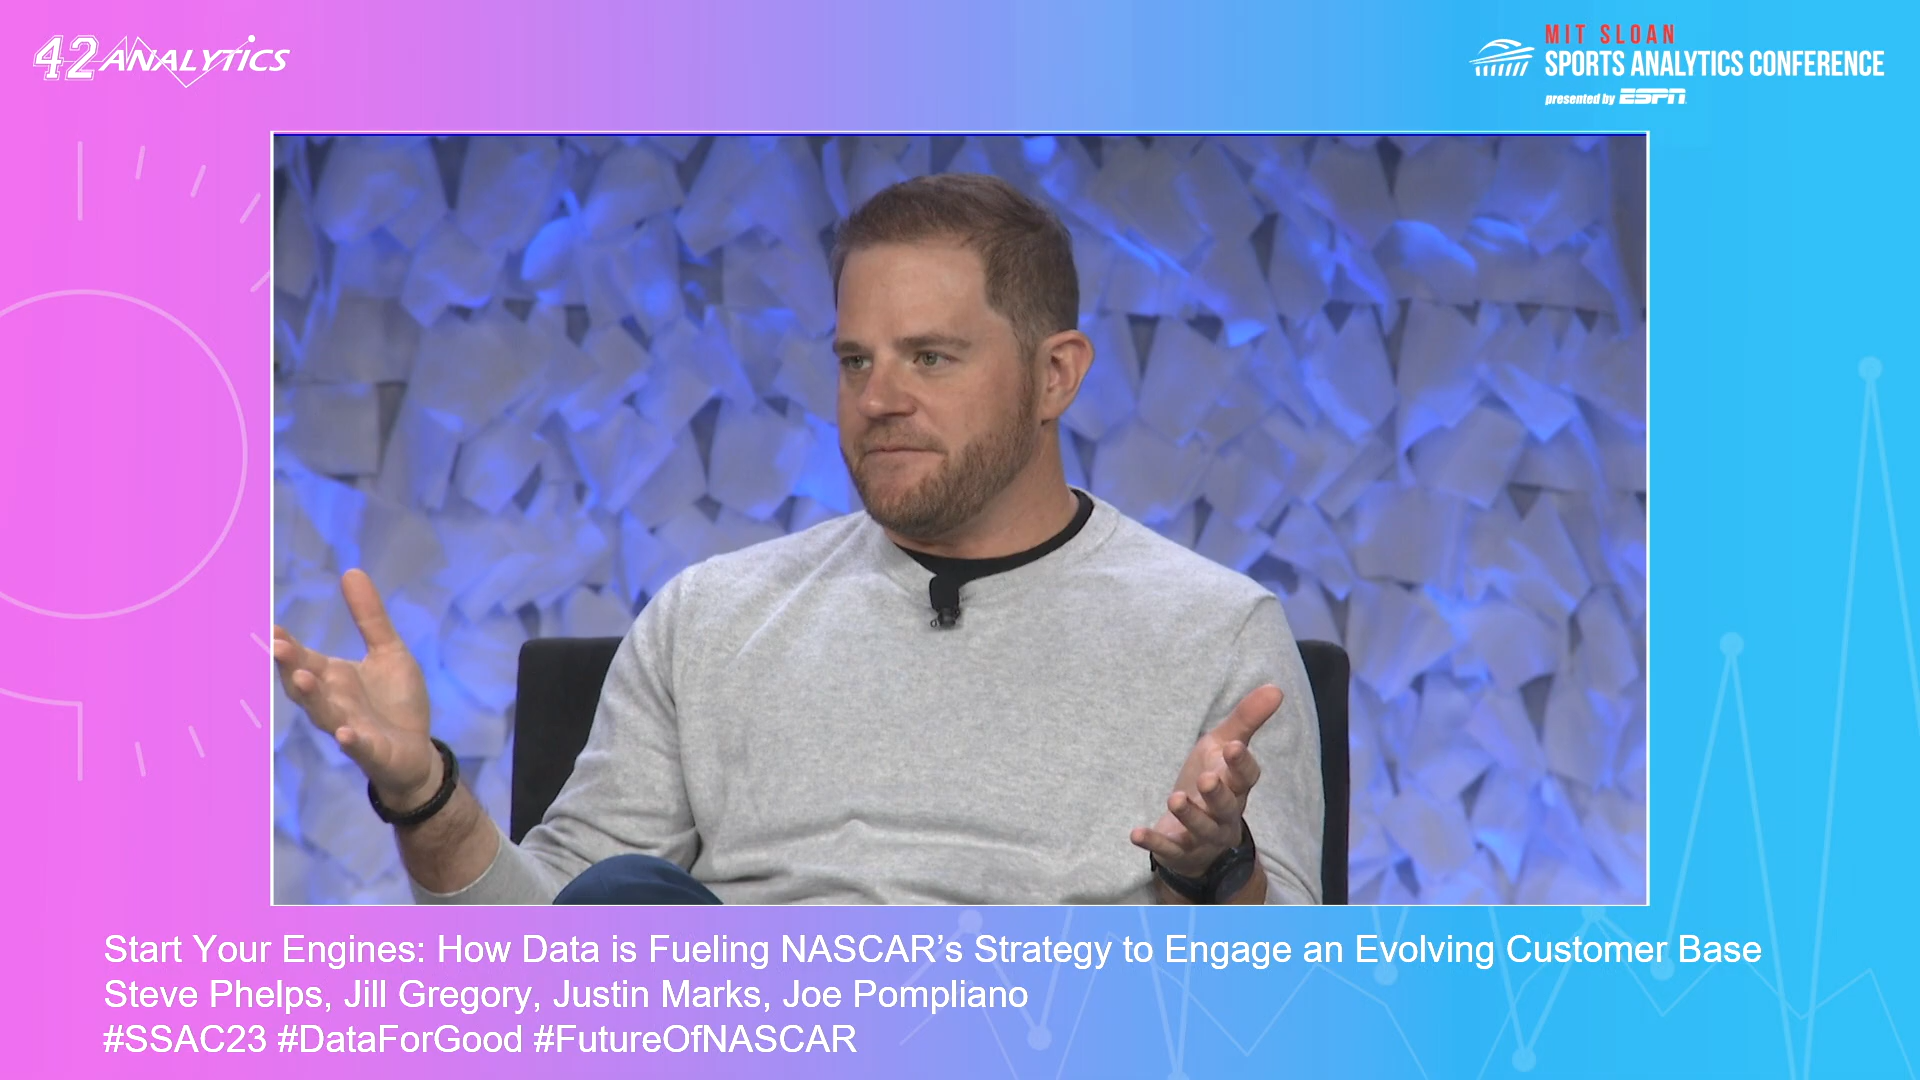 42 ANALYTICS
MIT SLOAN
SPORTS ANALYTICS CONFERENCE
presented by ESPN
Start Your Engines: How Data is Fueling NASCAR’s Strategy to Engage an Evolving Customer Base
Steve Phelps, Jill Gregory, Justin Marks, Joe Pompliano
#SSAC23 #DataForGood #FutureOfNASCAR